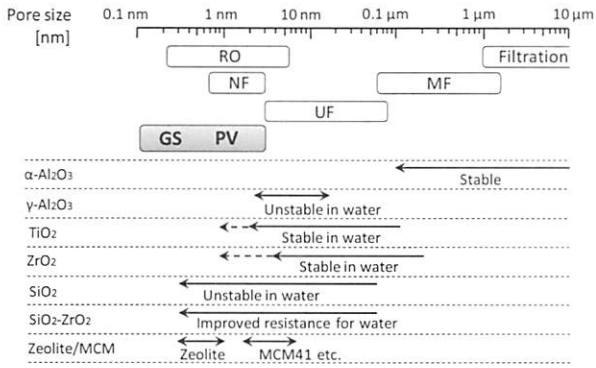 Pore size 0.1 nm 1 nm 10 nm 0.1 μm 1 μm 10 μm
[nm]
RO Filtration
NF MF
UF
GS PV
α-Al2O3
Stable
γ-Al2O3
Unstable in water
TiO2
Stable in water
ZrO2
Stable in water
SiO2
Unstable in water
SiO2-ZrO2
Improved resistance for water
Zeolite/MCM
Zeolite MCM41 etc.